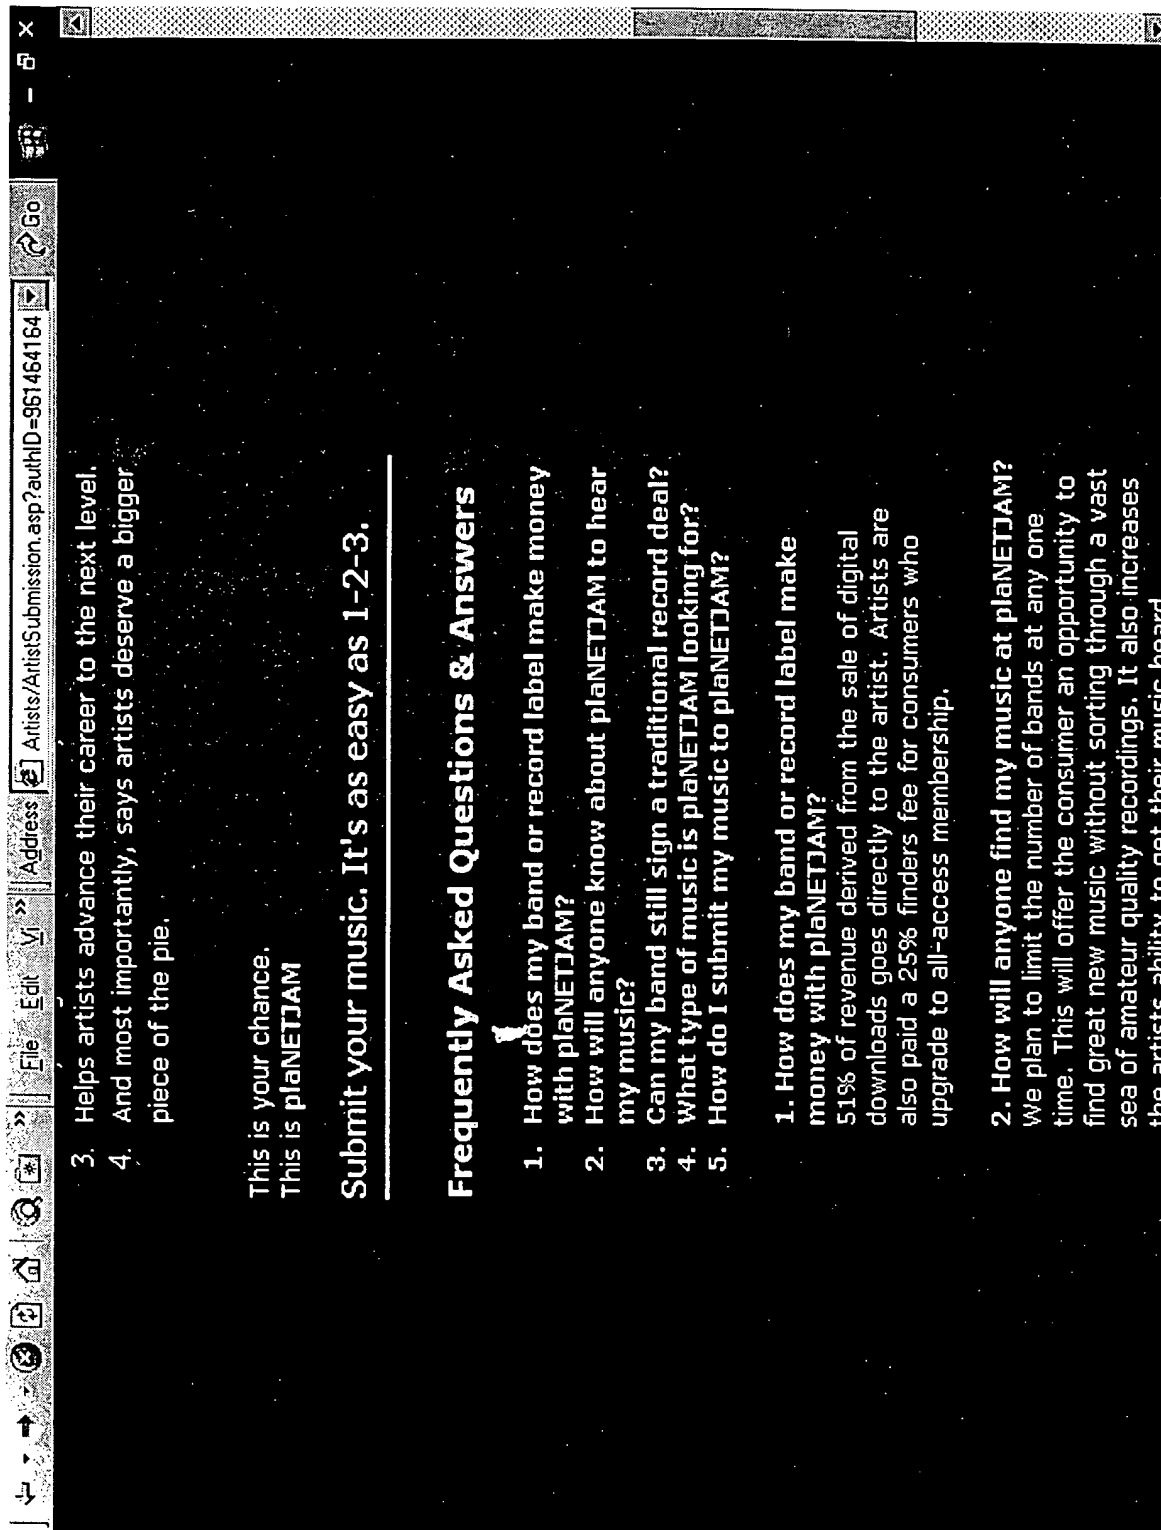 File Edit Vi » Address Artists/ArtistSubmission.asp?authID=961464164 Go
3. Helps artists advance their career to the next level.
4. And most importantly, says artists deserve a bigger
piece of the pie.
This is your chance.
This is plaNETJAM
Submit your music. It's as easy as 1-2-3.
Frequently Asked Questions & Answers
1. How does my band or record label make money
with plaNETJAM?
2. How will anyone know about plaNETJAM to hear
my music?
3. Can my band still sign a traditional record deal?
4. What type of music is plaNETJAM looking for?
5. How do I submit my music to plaNETJAM?
1. How does my band or record label make
money with plaNETJAM?
51% of revenue derived from the sale of digital
downloads goes directly to the artist. Artists are
also paid a 25% finders fee for consumers who
upgrade to all-access membership.
2. How will anyone find my music at plaNETJAM?
We plan to limit the number of bands at any one
time. This will offer the consumer an opportunity to
find great new music without sorting through a vast
sea of amateur quality recordings. It also increases
the artists ability to get their music heard